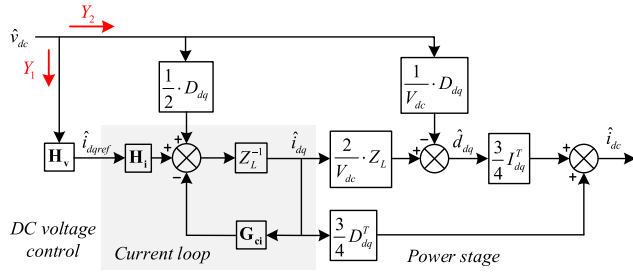 Y₂
v̂_dc
Y₁
1/2 · D_dq
1/V_dc · D_dq
î_dqref
î_dq
d̂_dq
î_dc
H_v
H_i
+
+
−
Z_L⁻¹
2/V_dc · Z_L
+
−
3/4 I_dq^T
+
+
G_ci
3/4 D_dq^T
DC voltage
control
Current loop
Power stage